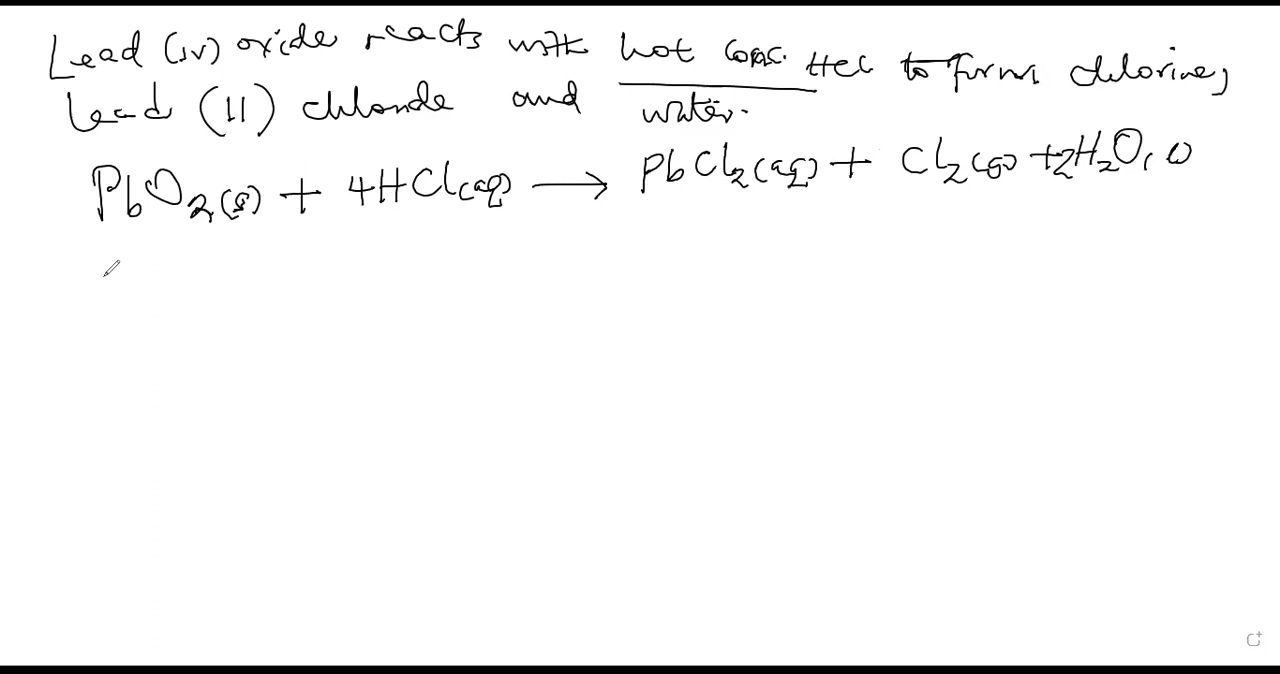 Lead (IV) oxide reacts with hot conc. HCl to forms chlorine,
Lead (II) chloride and water.
PbO₂(s) + 4HCl(aq) → PbCl₂(aq) + Cl₂(g) + 2H₂O(l)